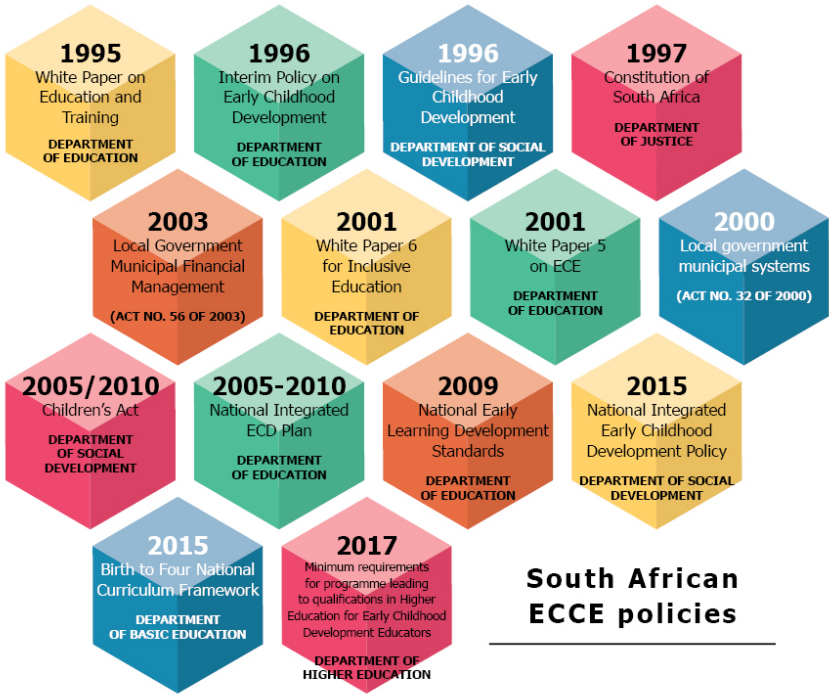 1995
White Paper on
Education and
Training
DEPARTMENT
OF EDUCATION
1996
Interim Policy on
Early Childhood
Development
DEPARTMENT
OF EDUCATION
1996
Guidelines for Early
Childhood
Development
DEPARTMENT OF SOCIAL
DEVELOPMENT
1997
Constitution of
South Africa
DEPARTMENT
OF JUSTICE
2003
Local Government
Municipal Financial
Management
(ACT NO. 56 OF 2003)
2001
White Paper 6
for Inclusive
Education
DEPARTMENT OF
EDUCATION
2001
White Paper 5
on ECE
DEPARTMENT
OF EDUCATION
2000
Local government
municipal systems
(ACT NO. 32 OF 2000)
2005/2010
Children's Act
DEPARTMENT
OF SOCIAL
DEVELOPMENT
2005-2010
National Integrated
ECD Plan
DEPARTMENT
OF EDUCATION
2009
National Early
Learning Development
Standards
DEPARTMENT
OF EDUCATION
2015
National Integrated
Early Childhood
Development Policy
DEPARTMENT OF SOCIAL
DEVELOPMENT
2015
Birth to Four National
Curriculum Framework
DEPARTMENT
OF BASIC EDUCATION
2017
Minimum requirements
for programme leading
to qualifications in Higher
Education for Early Childhood
Development Educators
DEPARTMENT OF
HIGHER EDUCATION
South African
ECCE policies